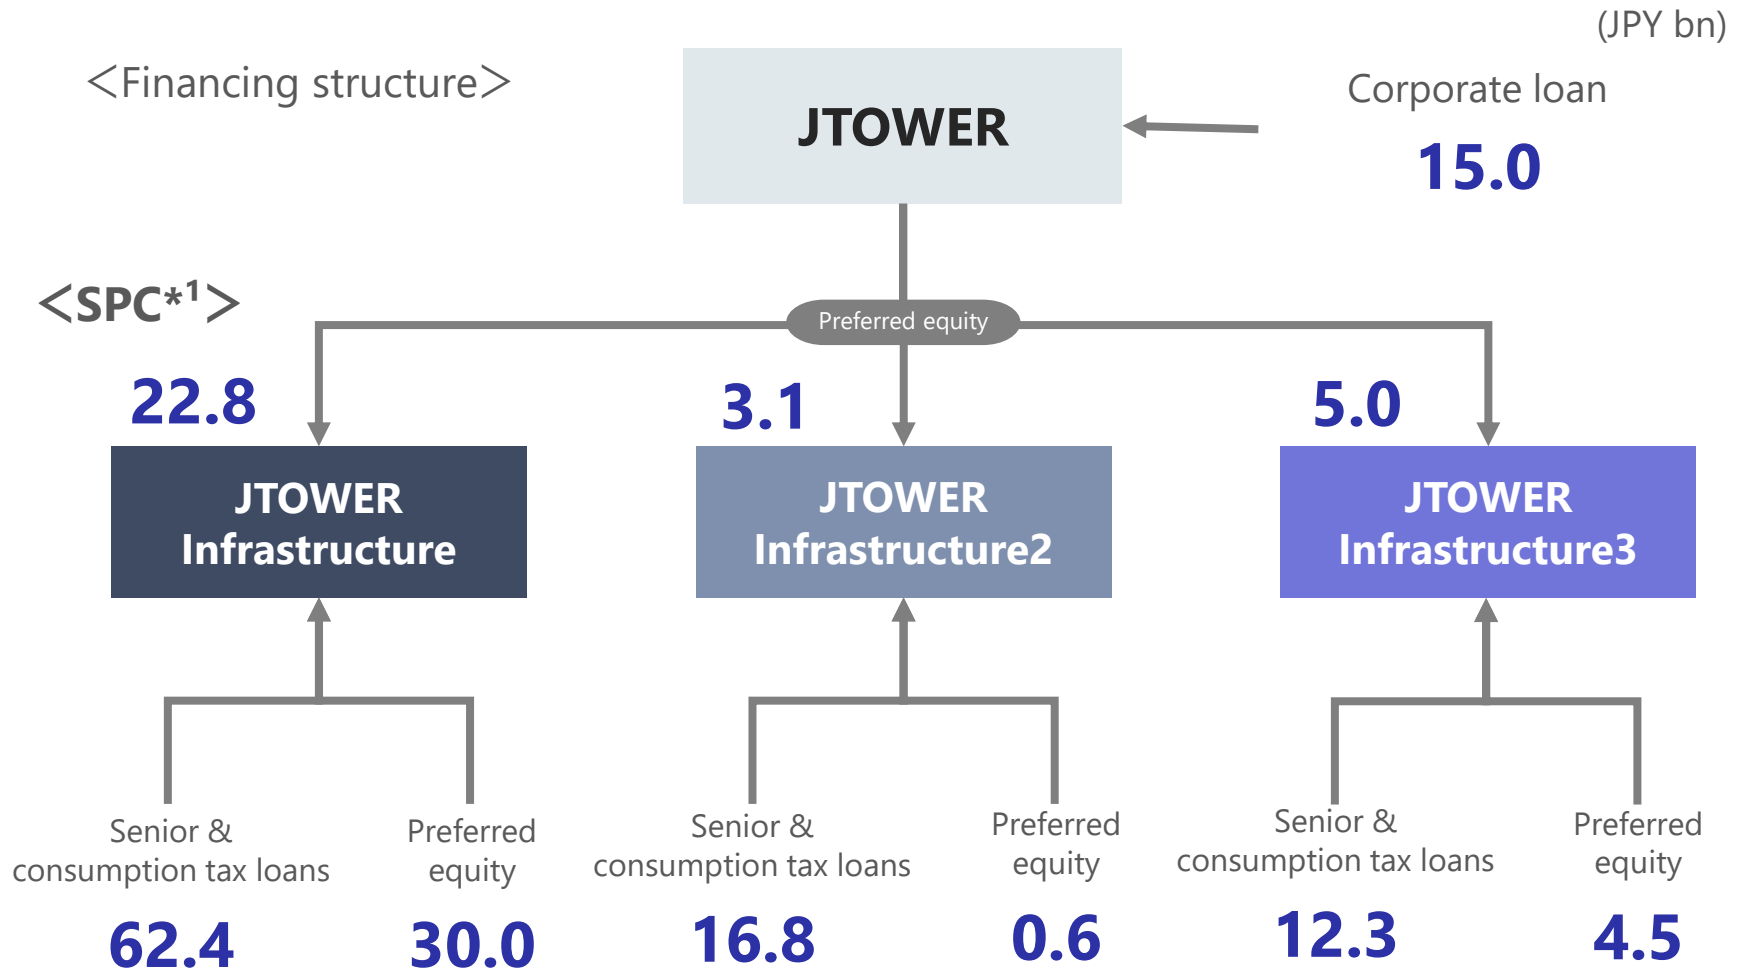 (JPY bn)
＜Financing structure＞
JTOWER
Corporate loan
15.0
＜SPC*¹＞
Preferred equity
22.8
3.1
5.0
JTOWER
Infrastructure
JTOWER
Infrastructure2
JTOWER
Infrastructure3
Senior &
consumption tax loans
62.4
Preferred
equity
30.0
Senior &
consumption tax loans
16.8
Preferred
equity
0.6
Senior &
consumption tax loans
12.3
Preferred
equity
4.5